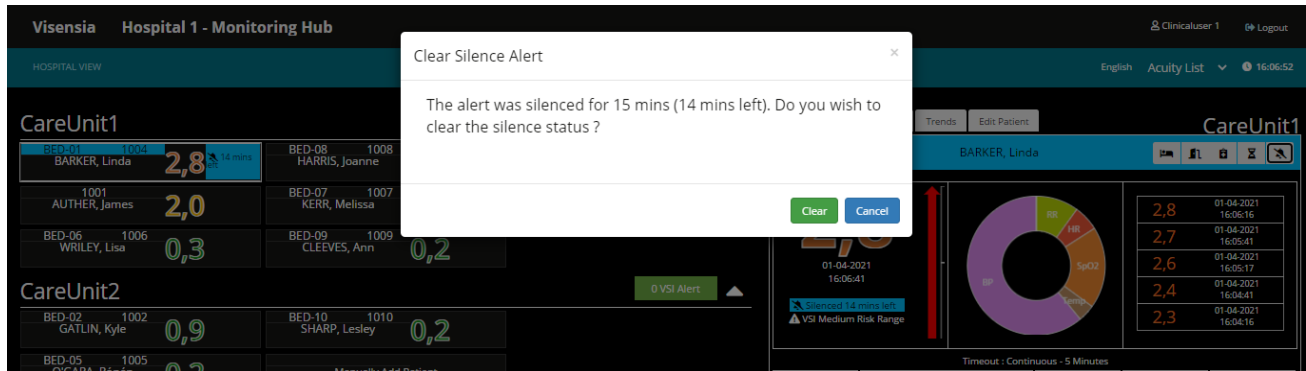 Visensia Hospital 1 - Monitoring Hub
Clinicaluser 1 Logout
HOSPITAL VIEW
English Acuity List 16:06:52
Clear Silence Alert ×
The alert was silenced for 15 mins (14 mins left). Do you wish to
clear the silence status ?
Clear Cancel
CareUnit1
BED-01 1004
BARKER, Linda
2,8
14 mins
BED-08 1008
HARRIS, Joanne
1001
AUTHER, James
2,0
BED-07 1007
KERR, Melissa
BED-06 1006
WRILEY, Lisa
0,3
BED-09 1009
CLEEVES, Ann
0,2
CareUnit2
0 VSI Alert
BED-02 1002
GATLIN, Kyle
0,9
BED-10 1010
SHARP, Lesley
0,2
BED-05 1005
Trends Edit Patient
CareUnit1
BARKER, Linda
01-04-2021
16:06:41
Silenced 14 mins left
VSI Medium Risk Range
RR
HR
SpO2
Temp
BP
2,8 01-04-2021
16:06:16
2,7 01-04-2021
16:05:41
2,6 01-04-2021
16:05:17
2,4 01-04-2021
16:04:41
2,3 01-04-2021
16:04:16
Timeout : Continuous - 5 Minutes